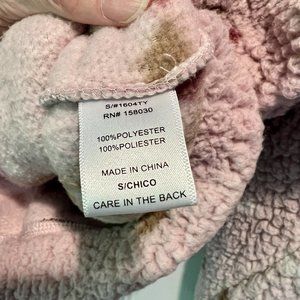 S/#1604TY
RN# 158030
100%POLYESTER
100%POLIESTER
MADE IN CHINA
S/CHICO
CARE IN THE BACK